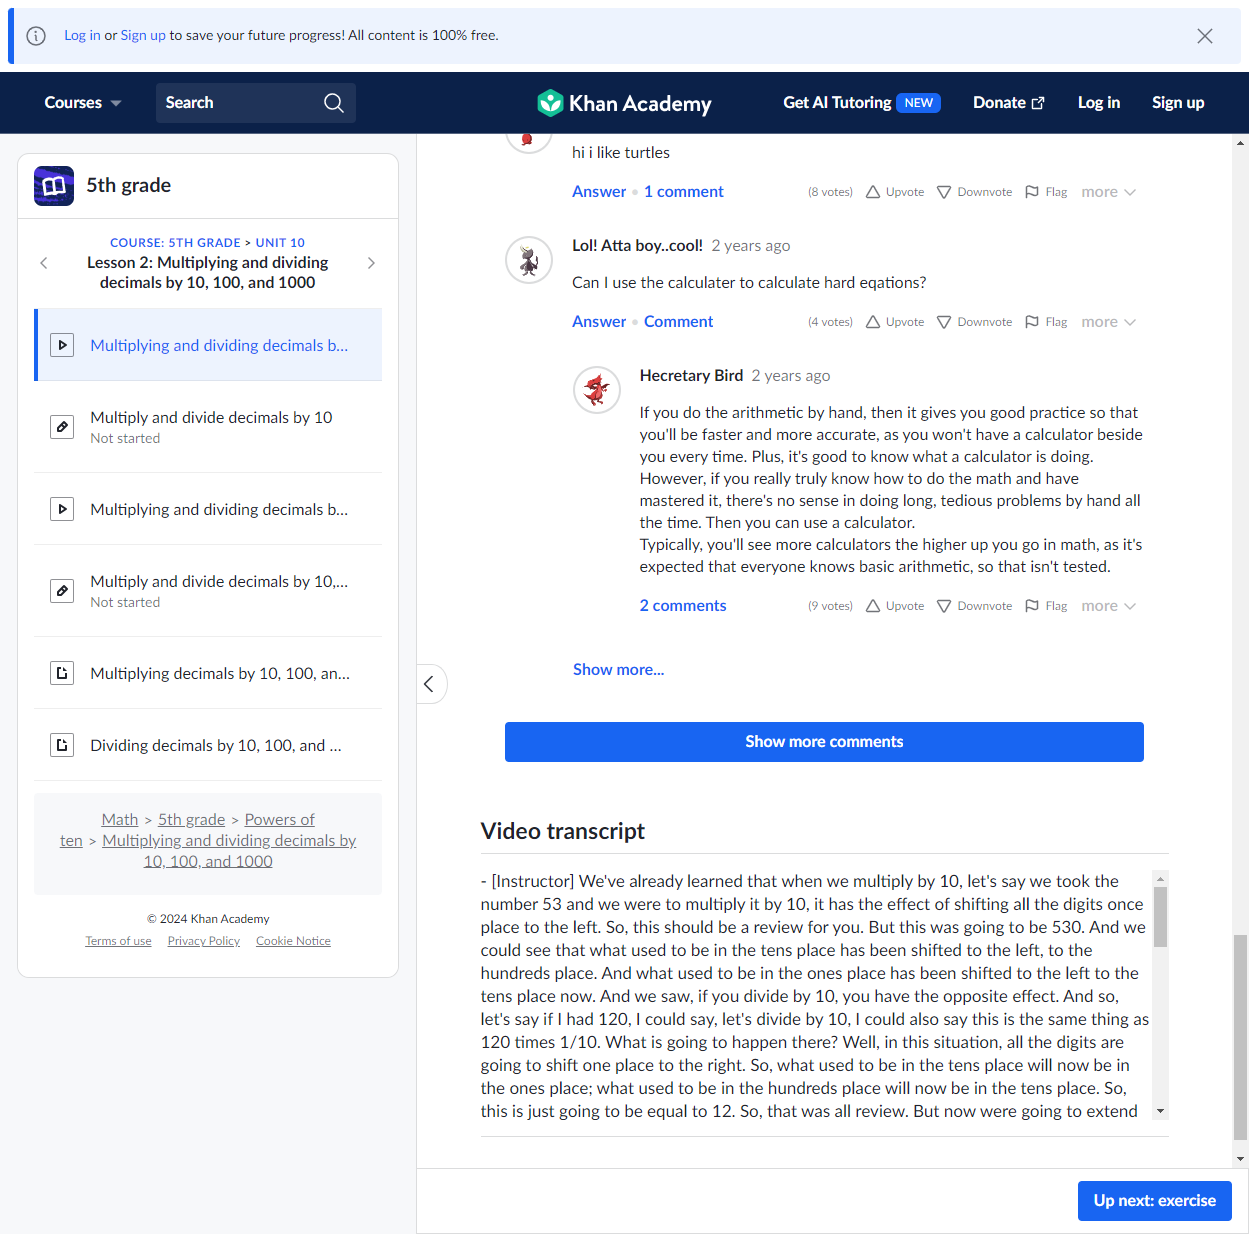 Log in or Sign up to save your future progress! All content is 100% free.
Courses
Search
Khan Academy
Get AI Tutoring NEW
Donate
Log in
Sign up
5th grade
COURSE: 5TH GRADE > UNIT 10
Lesson 2: Multiplying and dividing
decimals by 10, 100, and 1000
Multiplying and dividing decimals b...
Multiply and divide decimals by 10
Not started
Multiplying and dividing decimals b...
Multiply and divide decimals by 10,...
Not started
Multiplying decimals by 10, 100, an...
Dividing decimals by 10, 100, and ...
Math > 5th grade > Powers of
ten > Multiplying and dividing decimals by
10, 100, and 1000
© 2024 Khan Academy
Terms of use Privacy Policy Cookie Notice
hi i like turtles
Answer • 1 comment (8 votes) Upvote Downvote Flag more
Lol! Atta boy..cool! 2 years ago
Can I use the calculater to calculate hard eqations?
Answer • Comment (4 votes) Upvote Downvote Flag more
Hecretary Bird 2 years ago
If you do the arithmetic by hand, then it gives you good practice so that
you'll be faster and more accurate, as you won't have a calculator beside
you every time. Plus, it's good to know what a calculator is doing.
However, if you really truly know how to do the math and have
mastered it, there's no sense in doing long, tedious problems by hand all
the time. Then you can use a calculator.
Typically, you'll see more calculators the higher up you go in math, as it's
expected that everyone knows basic arithmetic, so that isn't tested.
2 comments (9 votes) Upvote Downvote Flag more
Show more...
Show more comments
Video transcript
- [Instructor] We've already learned that when we multiply by 10, let's say we took the
number 53 and we were to multiply it by 10, it has the effect of shifting all the digits once
place to the left. So, this should be a review for you. But this was going to be 530. And we
could see that what used to be in the tens place has been shifted to the left, to the
hundreds place. And what used to be in the ones place has been shifted to the left to the
tens place now. And we saw, if you divide by 10, you have the opposite effect. And so,
let's say if I had 120, I could say, let's divide by 10, I could also say this is the same thing as
120 times 1/10. What is going to happen there? Well, in this situation, all the digits are
going to shift one place to the right. So, what used to be in the tens place will now be in
the ones place; what used to be in the hundreds place will now be in the tens place. So,
this is just going to be equal to 12. So, that was all review. But now were going to extend
Up next: exercise